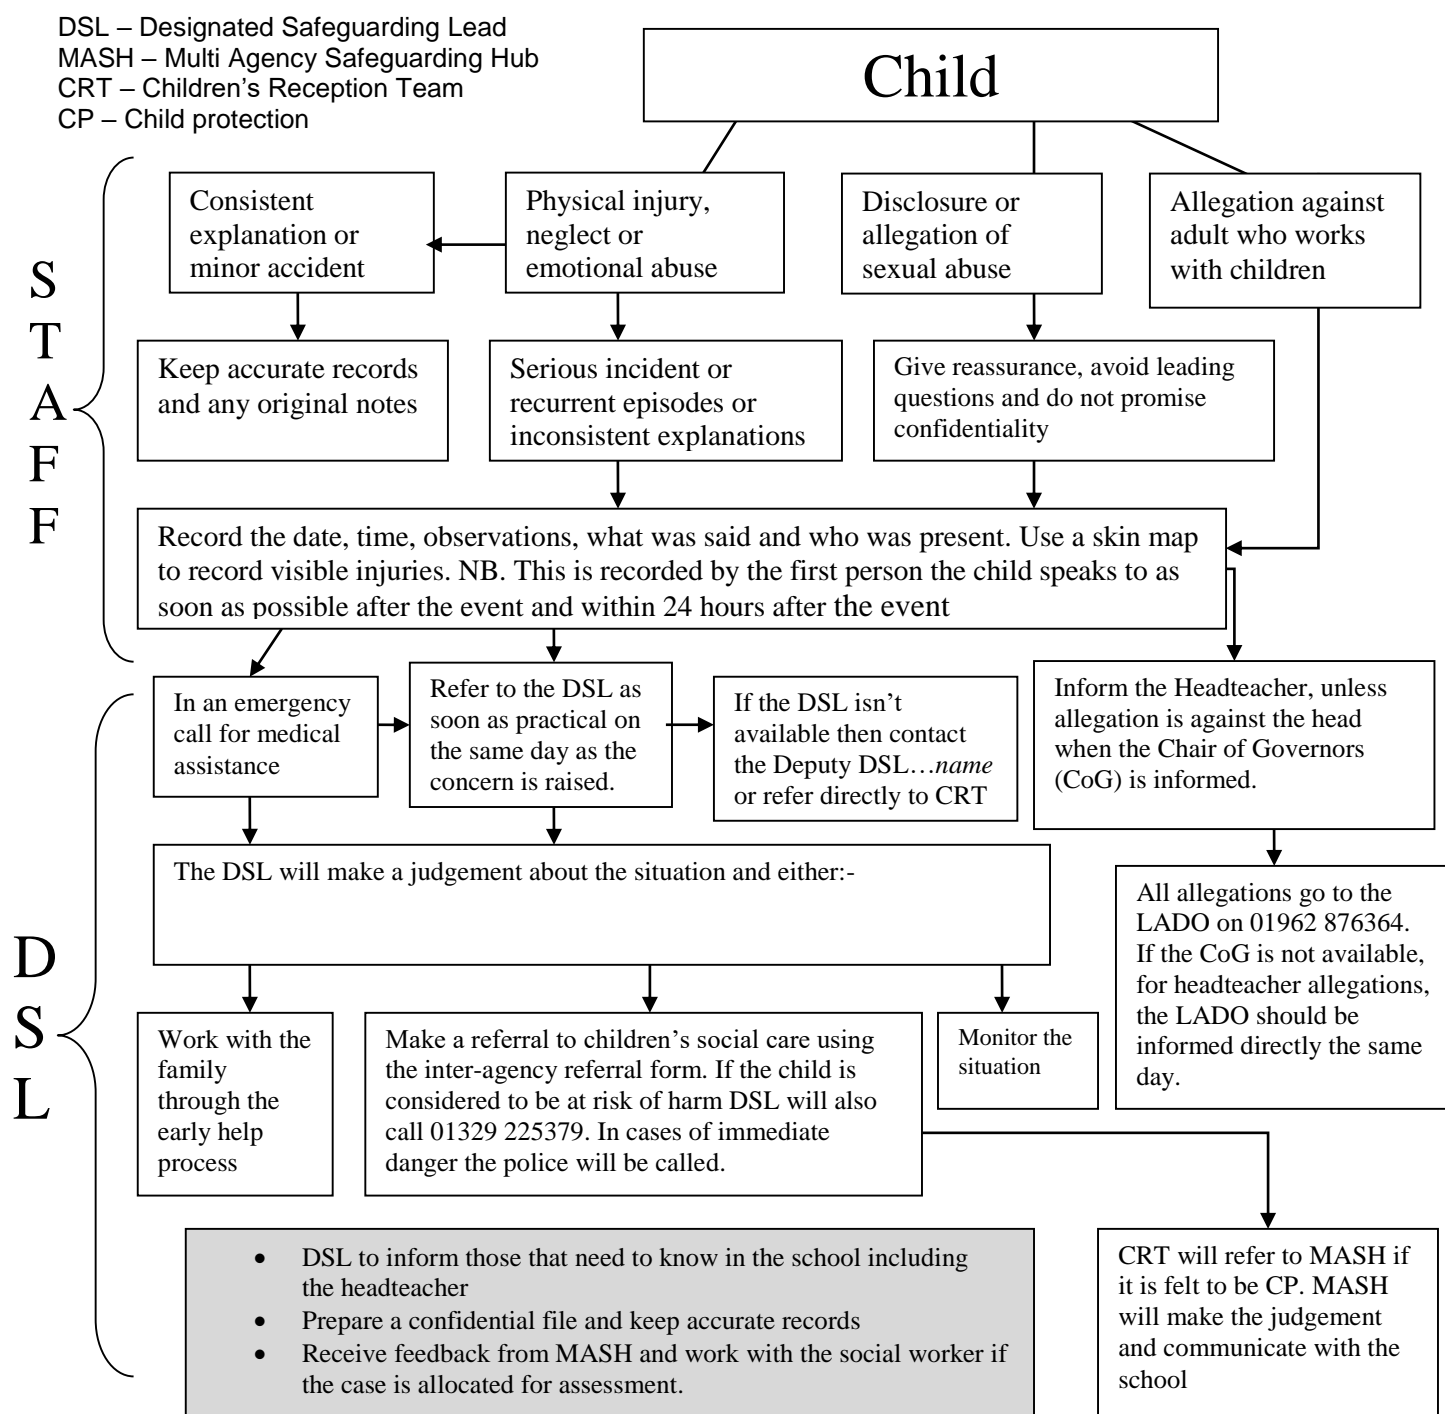 DSL – Designated Safeguarding Lead
MASH – Multi Agency Safeguarding Hub
CRT – Children's Reception Team
CP – Child protection
Child
S
T
A
F
F
Consistent
explanation or
minor accident
Physical injury,
neglect or
emotional abuse
Disclosure or
allegation of
sexual abuse
Allegation against
adult who works
with children
Keep accurate records
and any original notes
Serious incident or
recurrent episodes or
inconsistent explanations
Give reassurance, avoid leading
questions and do not promise
confidentiality
Record the date, time, observations, what was said and who was present. Use a skin map
to record visible injuries. NB. This is recorded by the first person the child speaks to as
soon as possible after the event and within 24 hours after the event
D
S
L
In an emergency
call for medical
assistance
Refer to the DSL as
soon as practical on
the same day as the
concern is raised.
If the DSL isn't
available then contact
the Deputy DSL…name
or refer directly to CRT
Inform the Headteacher, unless
allegation is against the head
when the Chair of Governors
(CoG) is informed.
The DSL will make a judgement about the situation and either:-
All allegations go to the
LADO on 01962 876364.
If the CoG is not available,
for headteacher allegations,
the LADO should be
informed directly the same
day.
Work with the
family
through the
early help
process
Make a referral to children's social care using
the inter-agency referral form. If the child is
considered to be at risk of harm DSL will also
call 01329 225379. In cases of immediate
danger the police will be called.
Monitor the
situation
• DSL to inform those that need to know in the school including
the headteacher
• Prepare a confidential file and keep accurate records
• Receive feedback from MASH and work with the social worker if
the case is allocated for assessment.
CRT will refer to MASH if
it is felt to be CP. MASH
will make the judgement
and communicate with the
school